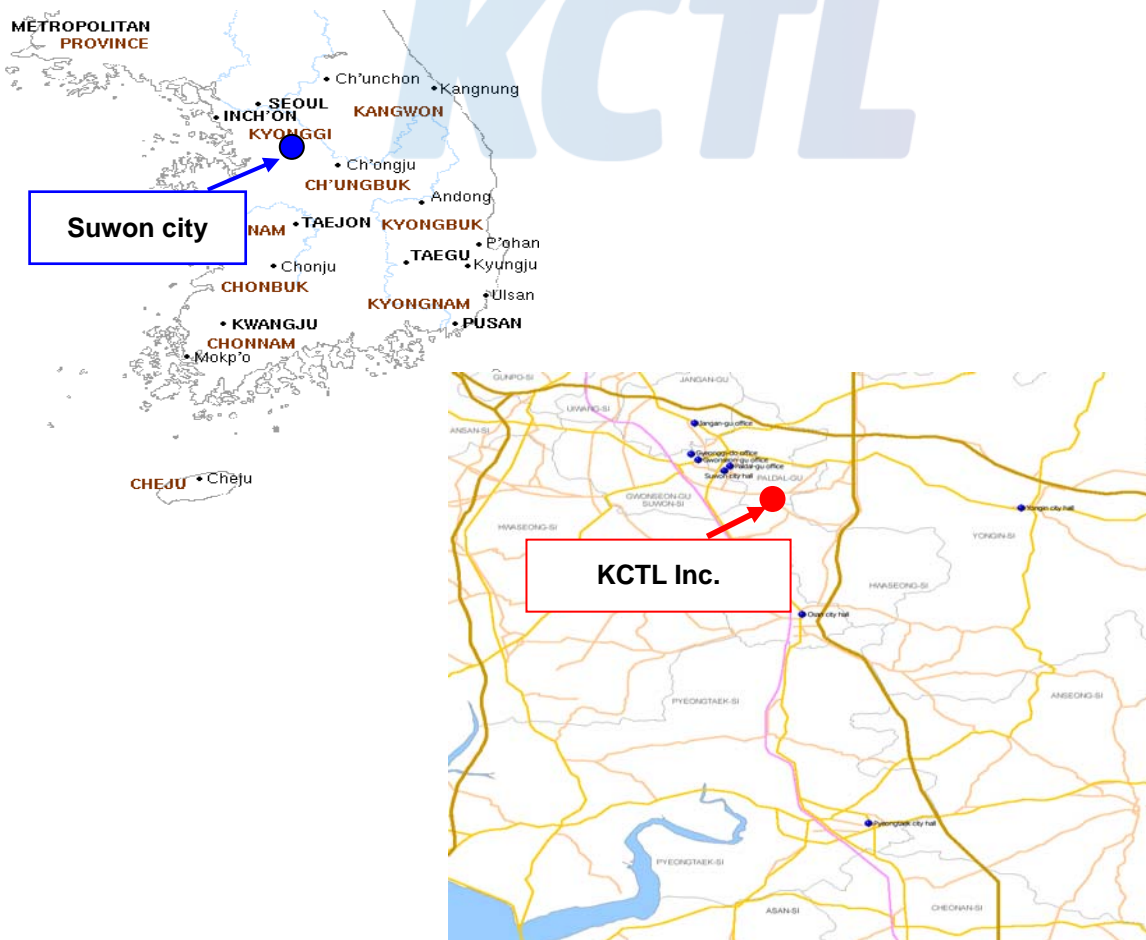 KCTL
METROPOLITAN
PROVINCE
Ch'unchon
Kangnung
SEOUL
INCH'ON
KANGWON
KYONGGI
Ch'ongju
CH'UNGBUK
Andong
Suwon city
NAM
TAEJON
KYONGBUK
P'ohan
TAEGU
Kyungju
Chonju
CHONBUK
Ulsan
KYONGNAM
KWANGJU
PUSAN
CHONNAM
Mokp'o
CHEJU
Cheju
GUNPO-SI
JANGAN-GU
UIWANG-SI
Jangan-gu office
ANSAN-SI
Gyeonggi-do office
Gwonseon-gu office
Paldal-gu office
Suwon city hall
PALDAL-GU
GWONSEON-GU
SUWON-SI
Yongin city hall
HWASEONG-SI
YONGIN-SI
KCTL Inc.
HWASEONG-SI
Osan city hall
ANSEONG-SI
PYEONGTAEK-SI
Pyeongtaek city hall
PYEONGTAEK-SI
ASAN-SI
CHEONAN-SI